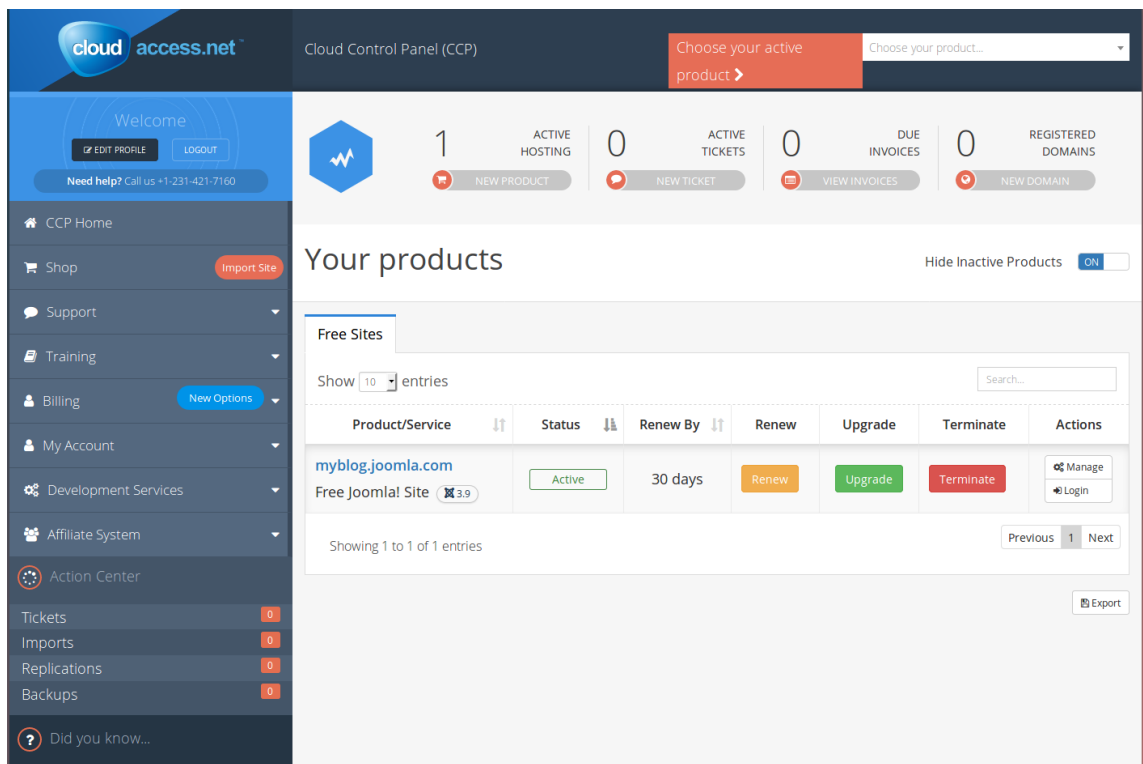 cloud access.net™
Cloud Control Panel (CCP)
Choose your active
product
Choose your product...
Welcome
EDIT PROFILE
LOGOUT
Need help? Call us +1-231-421-7160
1
ACTIVE
HOSTING
NEW PRODUCT
0
ACTIVE
TICKETS
NEW TICKET
0
DUE
INVOICES
VIEW INVOICES
0
REGISTERED
DOMAINS
NEW DOMAIN
CCP Home
Shop
Import Site
Support
Training
Billing
New Options
My Account
Development Services
Affiliate System
Action Center
Tickets 0
Imports 0
Replications 0
Backups 0
Did you know...
Your products
Hide Inactive Products ON
Free Sites
Show 10 entries
Search...
Product/Service Status Renew By Renew Upgrade Terminate Actions
myblog.joomla.com
Free Joomla! Site 3.9
Active
30 days
Renew
Upgrade
Terminate
Manage
Login
Showing 1 to 1 of 1 entries
Previous 1 Next
Export